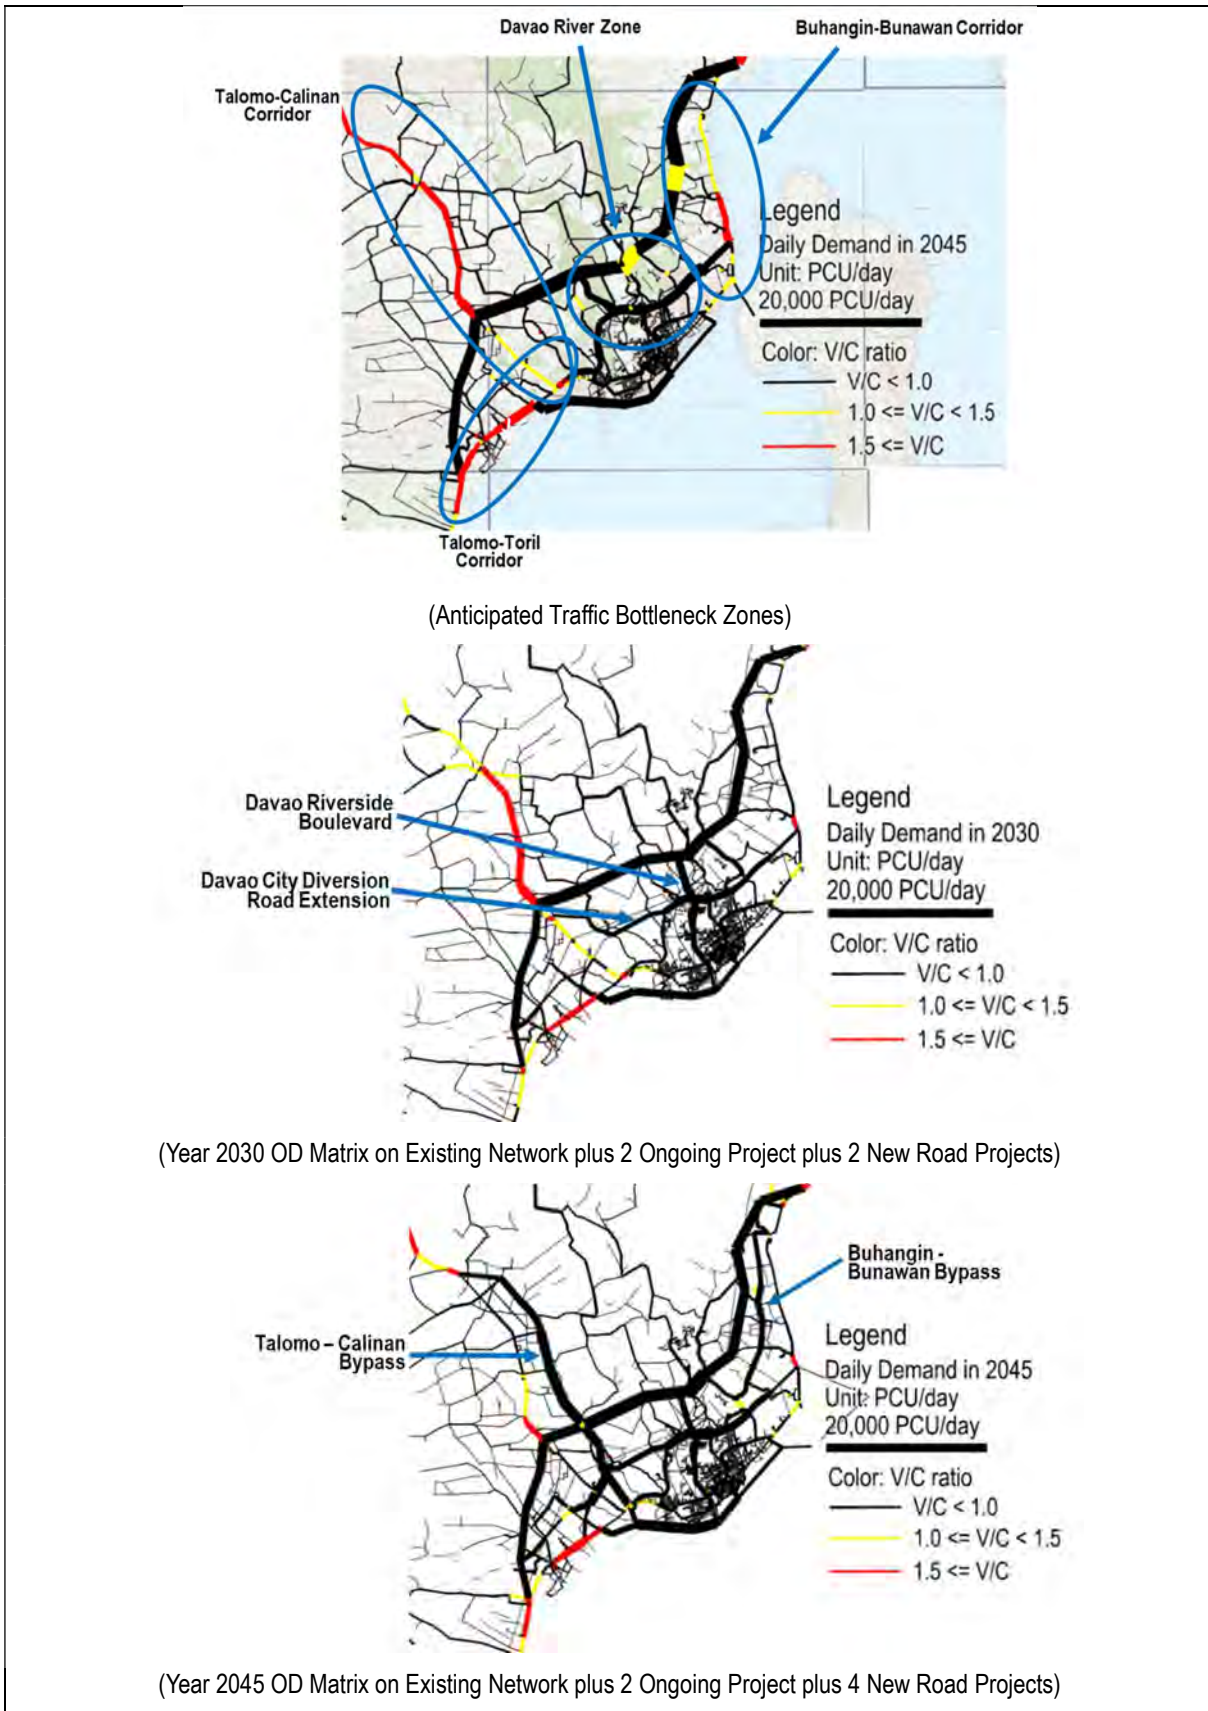 Davao River Zone
Buhangin-Bunawan Corridor
Talomo-Calinan
Corridor
Legend
Daily Demand in 2045
Unit: PCU/day
20,000 PCU/day
Color: V/C ratio
V/C < 1.0
1.0 <= V/C < 1.5
1.5 <= V/C
Talomo-Toril
Corridor
(Anticipated Traffic Bottleneck Zones)
Davao Riverside
Boulevard
Davao City Diversion
Road Extension
Legend
Daily Demand in 2030
Unit: PCU/day
20,000 PCU/day
Color: V/C ratio
V/C < 1.0
1.0 <= V/C < 1.5
1.5 <= V/C
(Year 2030 OD Matrix on Existing Network plus 2 Ongoing Project plus 2 New Road Projects)
Buhangin -
Bunawan Bypass
Talomo – Calinan
Bypass
Legend
Daily Demand in 2045
Unit: PCU/day
20,000 PCU/day
Color: V/C ratio
V/C < 1.0
1.0 <= V/C < 1.5
1.5 <= V/C
(Year 2045 OD Matrix on Existing Network plus 2 Ongoing Project plus 4 New Road Projects)